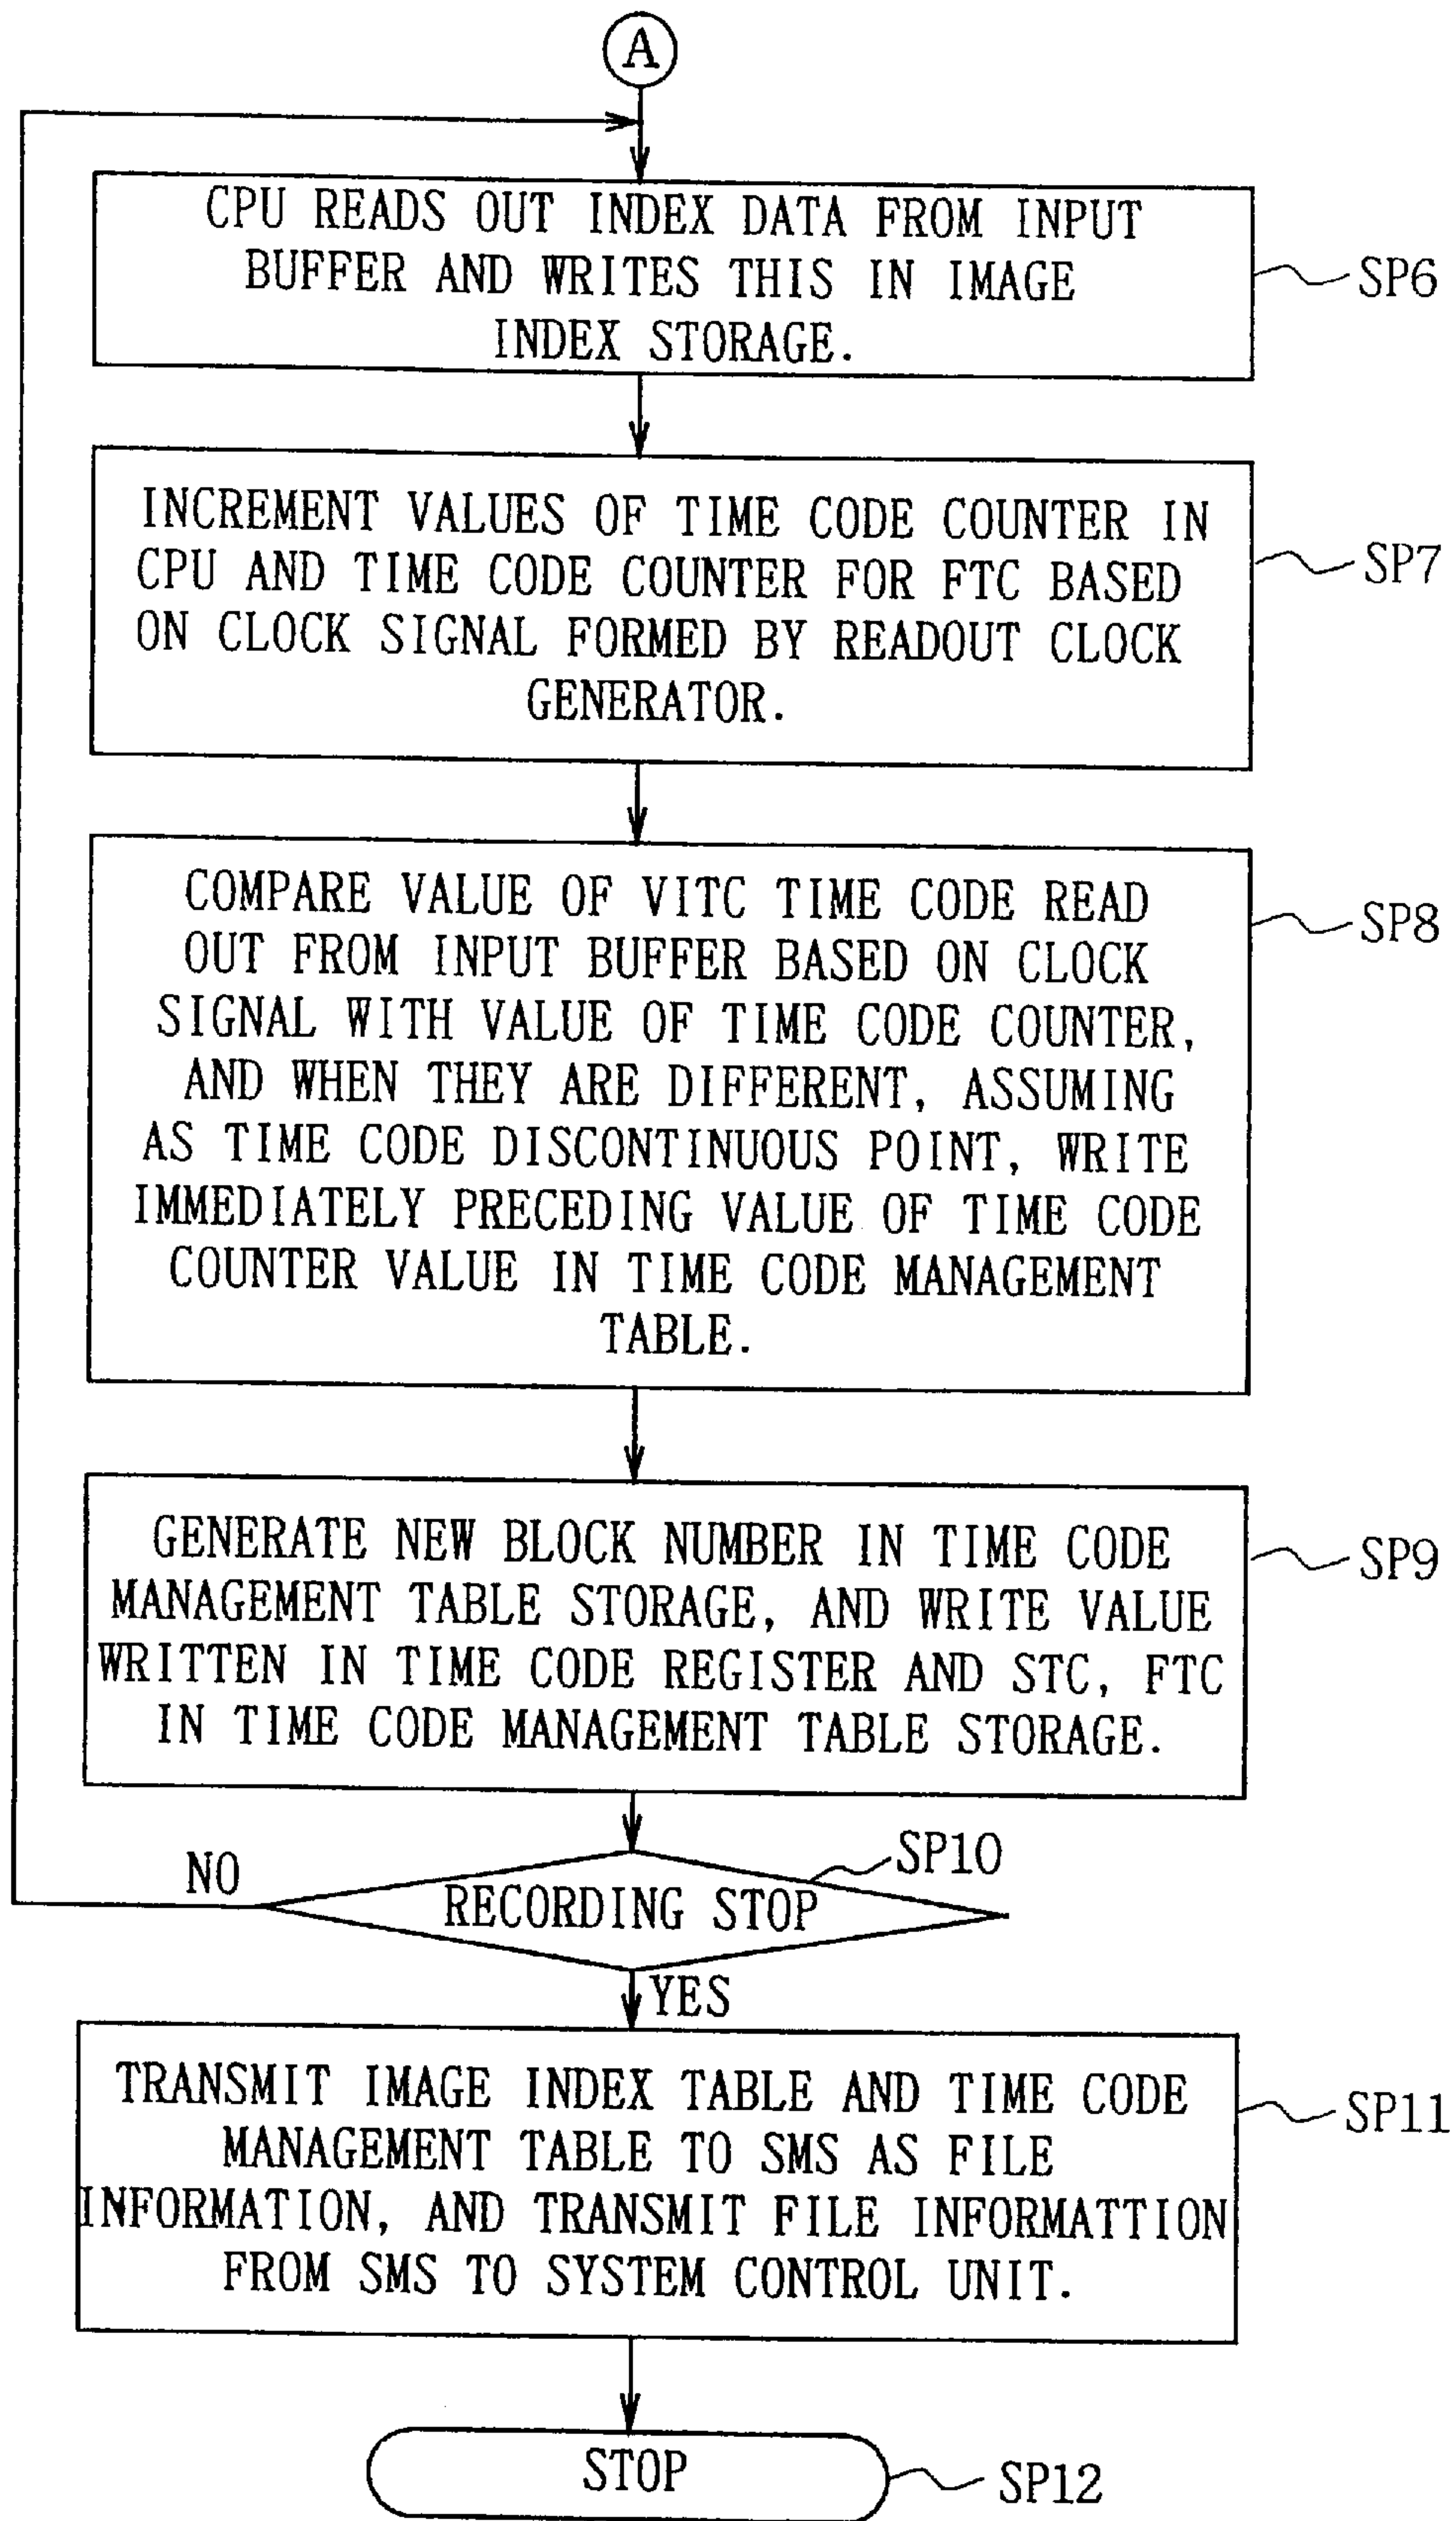 A
CPU READS OUT INDEX DATA FROM INPUT
BUFFER AND WRITES THIS IN IMAGE
INDEX STORAGE.
SP6
INCREMENT VALUES OF TIME CODE COUNTER IN
CPU AND TIME CODE COUNTER FOR FTC BASED
ON CLOCK SIGNAL FORMED BY READOUT CLOCK
GENERATOR.
SP7
COMPARE VALUE OF VITC TIME CODE READ
OUT FROM INPUT BUFFER BASED ON CLOCK
SIGNAL WITH VALUE OF TIME CODE COUNTER,
AND WHEN THEY ARE DIFFERENT, ASSUMING
AS TIME CODE DISCONTINUOUS POINT, WRITE
IMMEDIATELY PRECEDING VALUE OF TIME CODE
COUNTER VALUE IN TIME CODE MANAGEMENT
TABLE.
SP8
GENERATE NEW BLOCK NUMBER IN TIME CODE
MANAGEMENT TABLE STORAGE, AND WRITE VALUE
WRITTEN IN TIME CODE REGISTER AND STC, FTC
IN TIME CODE MANAGEMENT TABLE STORAGE.
SP9
NO
SP10
RECORDING STOP
YES
TRANSMIT IMAGE INDEX TABLE AND TIME CODE
MANAGEMENT TABLE TO SMS AS FILE
INFORMATION, AND TRANSMIT FILE INFORMATTION
FROM SMS TO SYSTEM CONTROL UNIT.
SP11
STOP
SP12